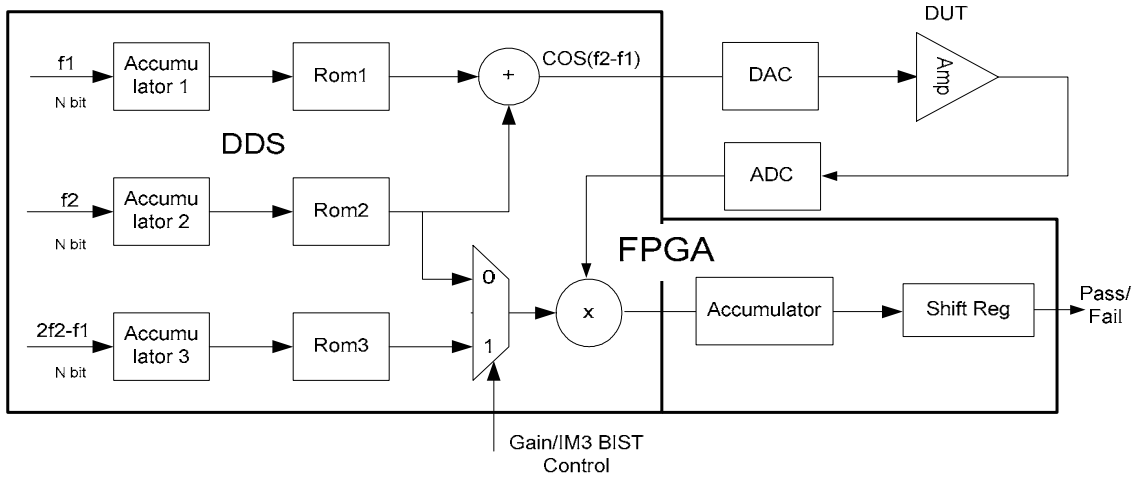 DUT
f1
N bit
Accumu
lator 1
Rom1
+
COS(f2-f1)
DAC
Amp
DDS
ADC
f2
N bit
Accumu
lator 2
Rom2
FPGA
0
1
x
2f2-f1
N bit
Accumu
lator 3
Rom3
Accumulator
Shift Reg
Pass/
Fail
Gain/IM3 BIST
Control